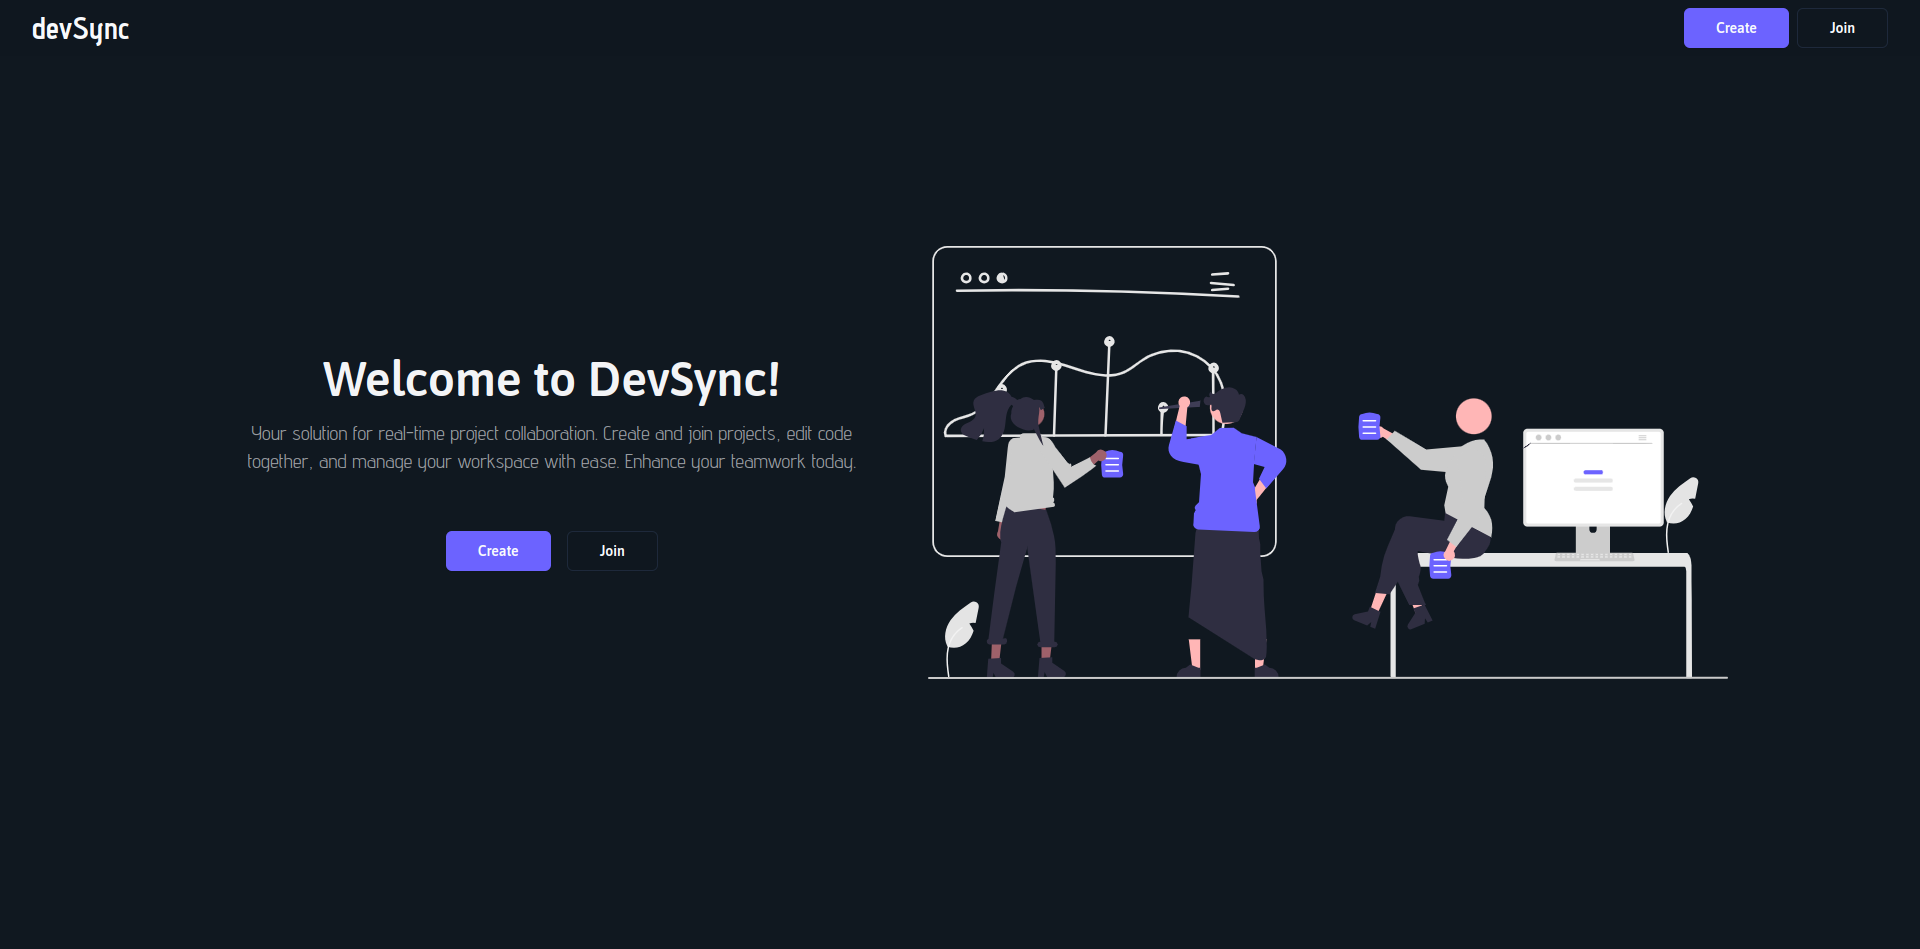 devSync
Create
Join
Welcome to DevSync!
Your solution for real-time project collaboration. Create and join projects, edit code
together, and manage your workspace with ease. Enhance your teamwork today.
Create
Join